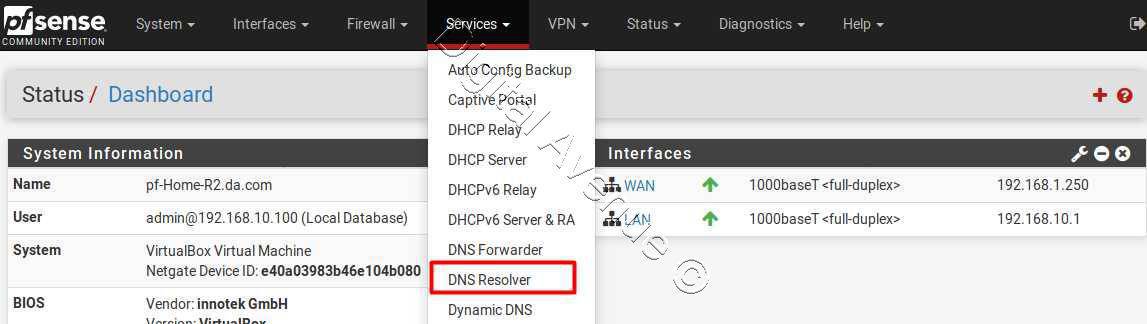 pfsense
COMMUNITY EDITION
System Interfaces Firewall Services VPN Status Diagnostics Help
Auto Config Backup
Captive Portal
DHCP Relay
DHCP Server
DHCPv6 Relay
DHCPv6 Server & RA
DNS Forwarder
DNS Resolver
Dynamic DNS
Status / Dashboard
System Information
Name pf-Home-R2.da.com
User admin@192.168.10.100 (Local Database)
System VirtualBox Virtual Machine
Netgate Device ID: e40a03983b46e104b080
BIOS Vendor: innotek GmbH
Version: VirtualBox
Interfaces
WAN 1000baseT <full-duplex> 192.168.1.250
LAN 1000baseT <full-duplex> 192.168.10.1
Digital Avenue ©